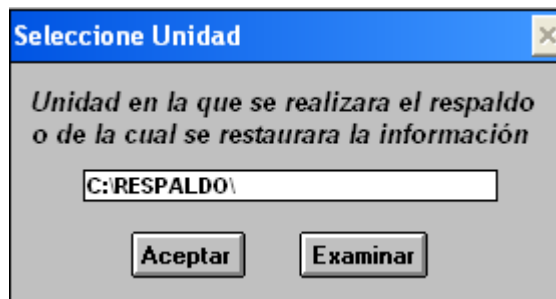 Seleccione Unidad
Unidad en la que se realizara el respaldo
o de la cual se restaurara la información
C:\RESPALDO\
Aceptar Examinar